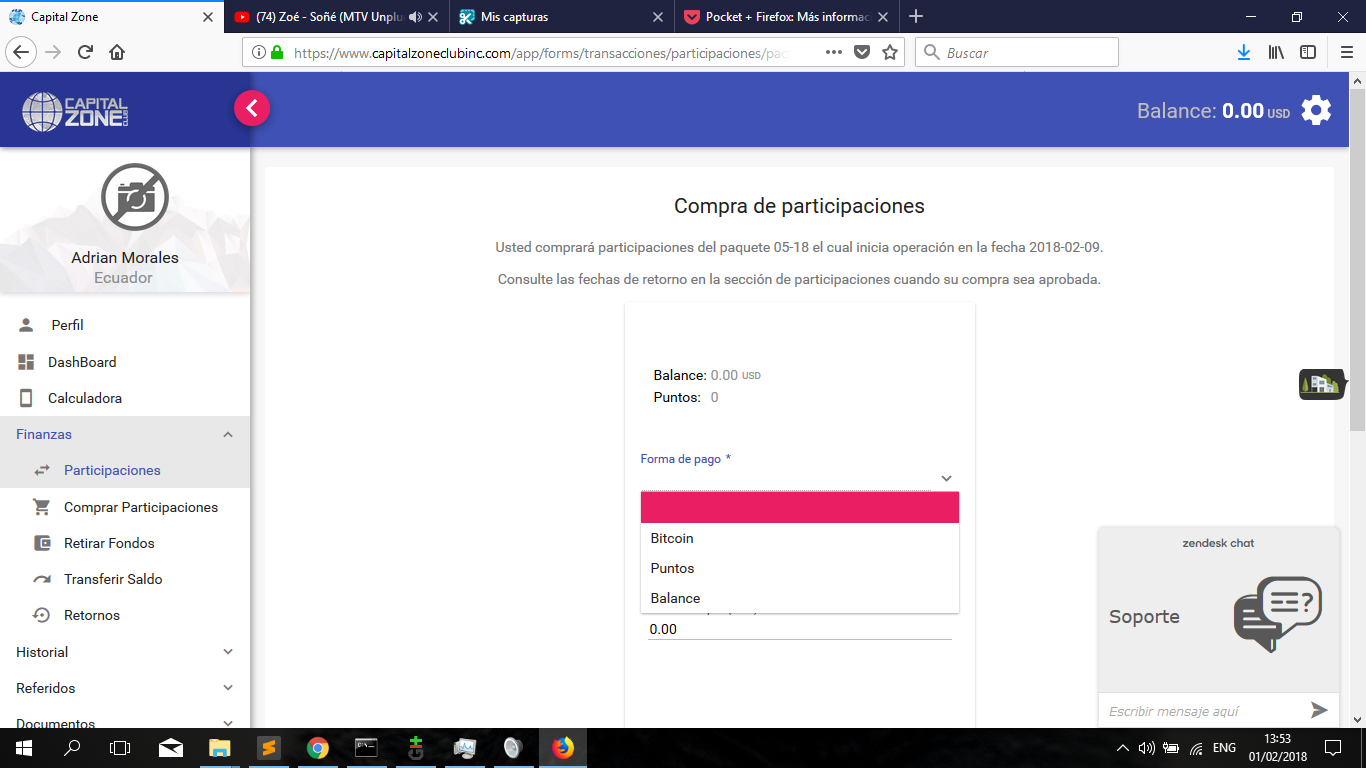 Capital Zone
(74) Zoé - Soñé (MTV Unplu
Mis capturas
Pocket + Firefox: Más informac
https://www.capitalzoneclubinc.com/app/forms/transacciones/participaciones/pac
Buscar
CAPITAL
ZONE
CLUB
Balance: 0.00 USD
Adrian Morales
Ecuador
Perfil
DashBoard
Calculadora
Finanzas
Participaciones
Comprar Participaciones
Retirar Fondos
Transferir Saldo
Retornos
Historial
Referidos
Documentos
Compra de participaciones
Usted comprará participaciones del paquete 05-18 el cual inicia operación en la fecha 2018-02-09.
Consulte las fechas de retorno en la sección de participaciones cuando su compra sea aprobada.
Balance: 0.00 USD
Puntos: 0
Forma de pago *
Bitcoin
Puntos
Balance
0.00
zendesk chat
Soporte
Escribir mensaje aquí
ENG
13:53
01/02/2018